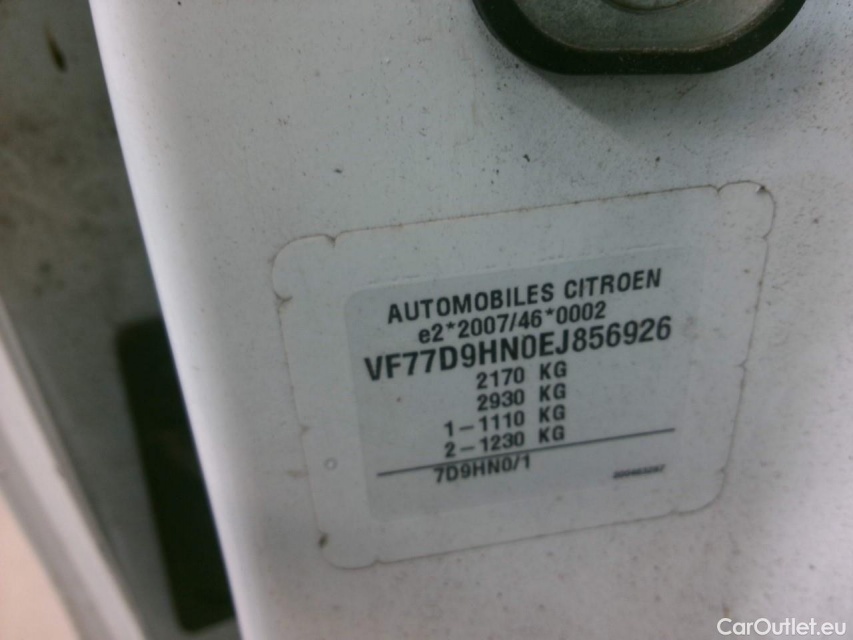 AUTOMOBILES CITROEN
e2*2007/46*0002
VF77D9HN0EJ856926
2170 KG
2930 KG
1-1110 KG
2-1230 KG
7D9HN0/1
CarOutlet.eu